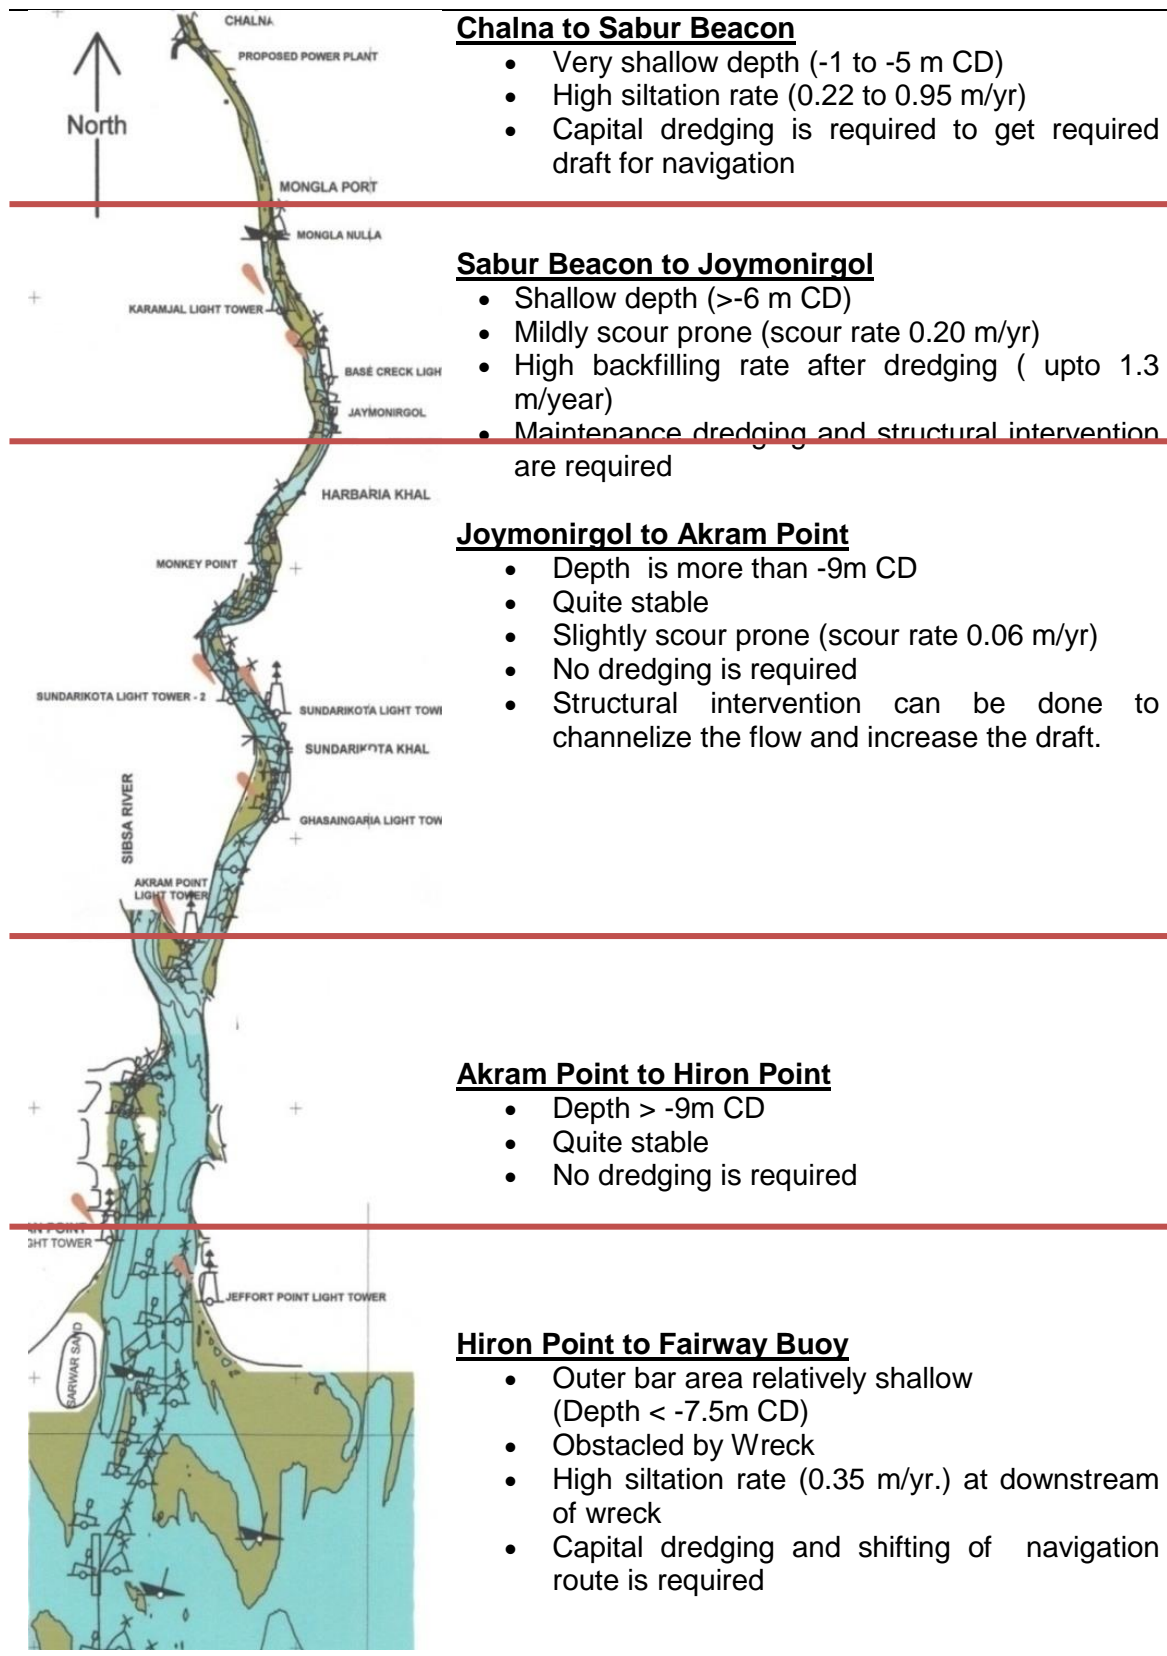 CHALNA
PROPOSED POWER PLANT
North
MONGLA PORT
MONGLA NULLA
KARAMJAL LIGHT TOWER
BASÉ CRECK LIGH
JAYMONIRGOL
HARBARIA KHAL
MONKEY POINT
SUNDARIKOTA LIGHT TOWER - 2
SUNDARIKOTA LIGHT TOWE
SUNDARIKOTA KHAL
SIBSA RIVER
GHASAINGARIA LIGHT TOW
AKRAM POINT
LIGHT TOWER
AN POINT
GHT TOWER
JEFFORT POINT LIGHT TOWER
SARWAR SAND
Chalna to Sabur Beacon
• Very shallow depth (-1 to -5 m CD)
• High siltation rate (0.22 to 0.95 m/yr)
• Capital dredging is required to get required
draft for navigation
Sabur Beacon to Joymonirgol
• Shallow depth (>-6 m CD)
• Mildly scour prone (scour rate 0.20 m/yr)
• High backfilling rate after dredging ( upto 1.3
m/year)
• Maintenance dredging and structural intervention
are required
Joymonirgol to Akram Point
• Depth is more than -9m CD
• Quite stable
• Slightly scour prone (scour rate 0.06 m/yr)
• No dredging is required
• Structural intervention can be done to
channelize the flow and increase the draft.
Akram Point to Hiron Point
• Depth > -9m CD
• Quite stable
• No dredging is required
Hiron Point to Fairway Buoy
• Outer bar area relatively shallow
(Depth < -7.5m CD)
• Obstacled by Wreck
• High siltation rate (0.35 m/yr.) at downstream
of wreck
• Capital dredging and shifting of navigation
route is required